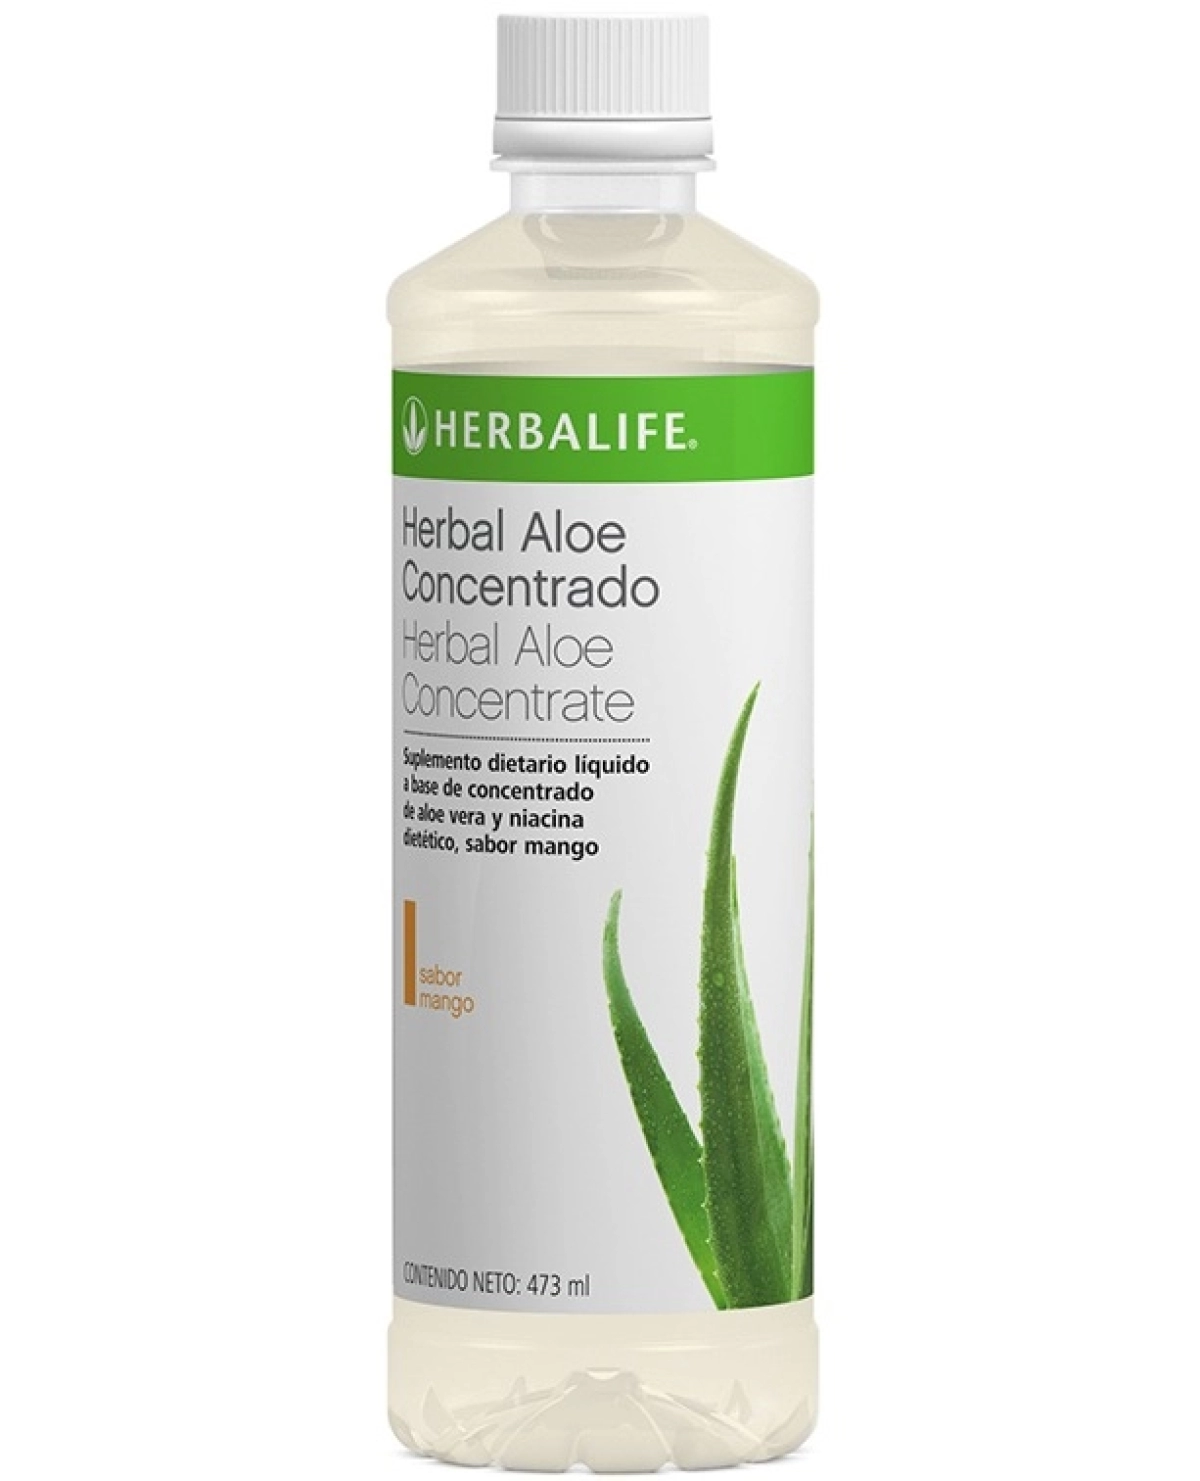 HERBALIFE®
Herbal Aloe
Concentrado
Herbal Aloe
Concentrate
Suplemento dietario líquido
a base de concentrado
de aloe vera y niacina
dietético, sabor mango
sabor
mango
CONTENIDO NETO: 473 ml